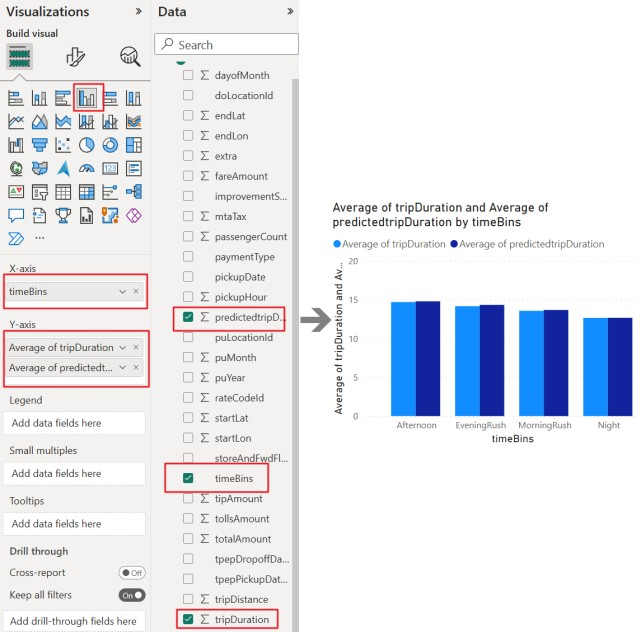 Visualizations »
Build visual
123
X-axis
timeBins
Y-axis
Average of tripDuration
Average of predictedt...
Legend
Add data fields here
Small multiples
Add data fields here
Tooltips
Add data fields here
Drill through
Cross-report Off
Keep all filters On
Add drill-through fields here
Data »
Search
dayofMonth
doLocationId
endLat
endLon
extra
fareAmount
improvementS...
mtaTax
passengerCount
paymentType
pickupDate
pickupHour
predictedtripD...
puLocationId
puMonth
puYear
rateCodeId
startLat
startLon
storeAndFwdFl...
timeBins
tipAmount
tollsAmount
totalAmount
tpepDropoffDa...
tpepPickupDat...
tripDistance
tripDuration
Average of tripDuration and Average of
predictedtripDuration by timeBins
Average of tripDuration Average of predictedtripDuration
Average of tripDuration and Av...
20
15
10
5
0
Afternoon EveningRush MorningRush Night
timeBins